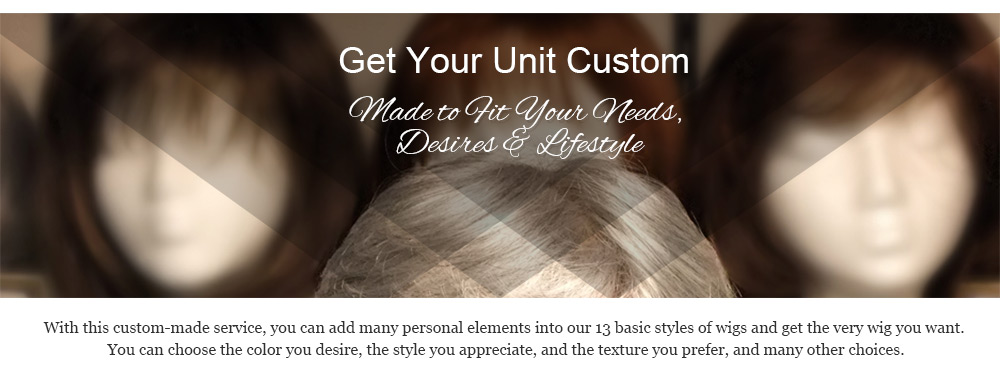 Get Your Unit Custom
Made to Fit Your Needs,
Desires & Lifestyle
With this custom-made service, you can add many personal elements into our 13 basic styles of wigs and get the very wig you want.
You can choose the color you desire, the style you appreciate, and the texture you prefer, and many other choices.